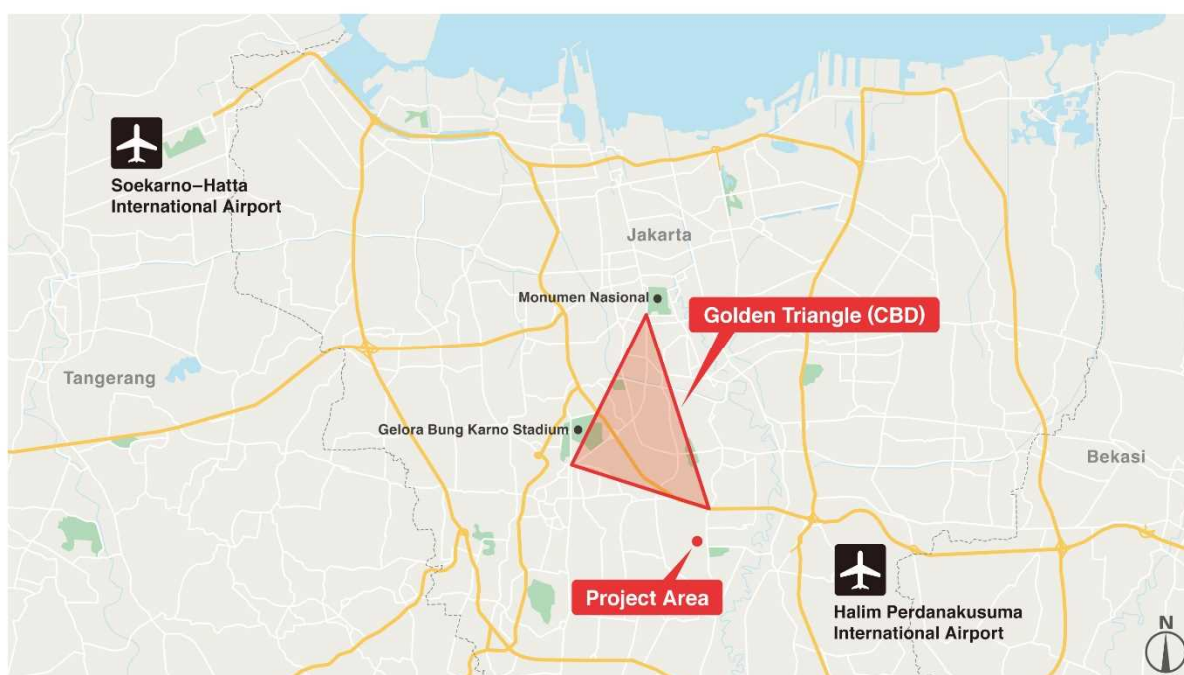 Soekarno–Hatta
International Airport
Jakarta
Monumen Nasional
Golden Triangle (CBD)
Tangerang
Gelora Bung Karno Stadium
Bekasi
Project Area
Halim Perdanakusuma
International Airport
N